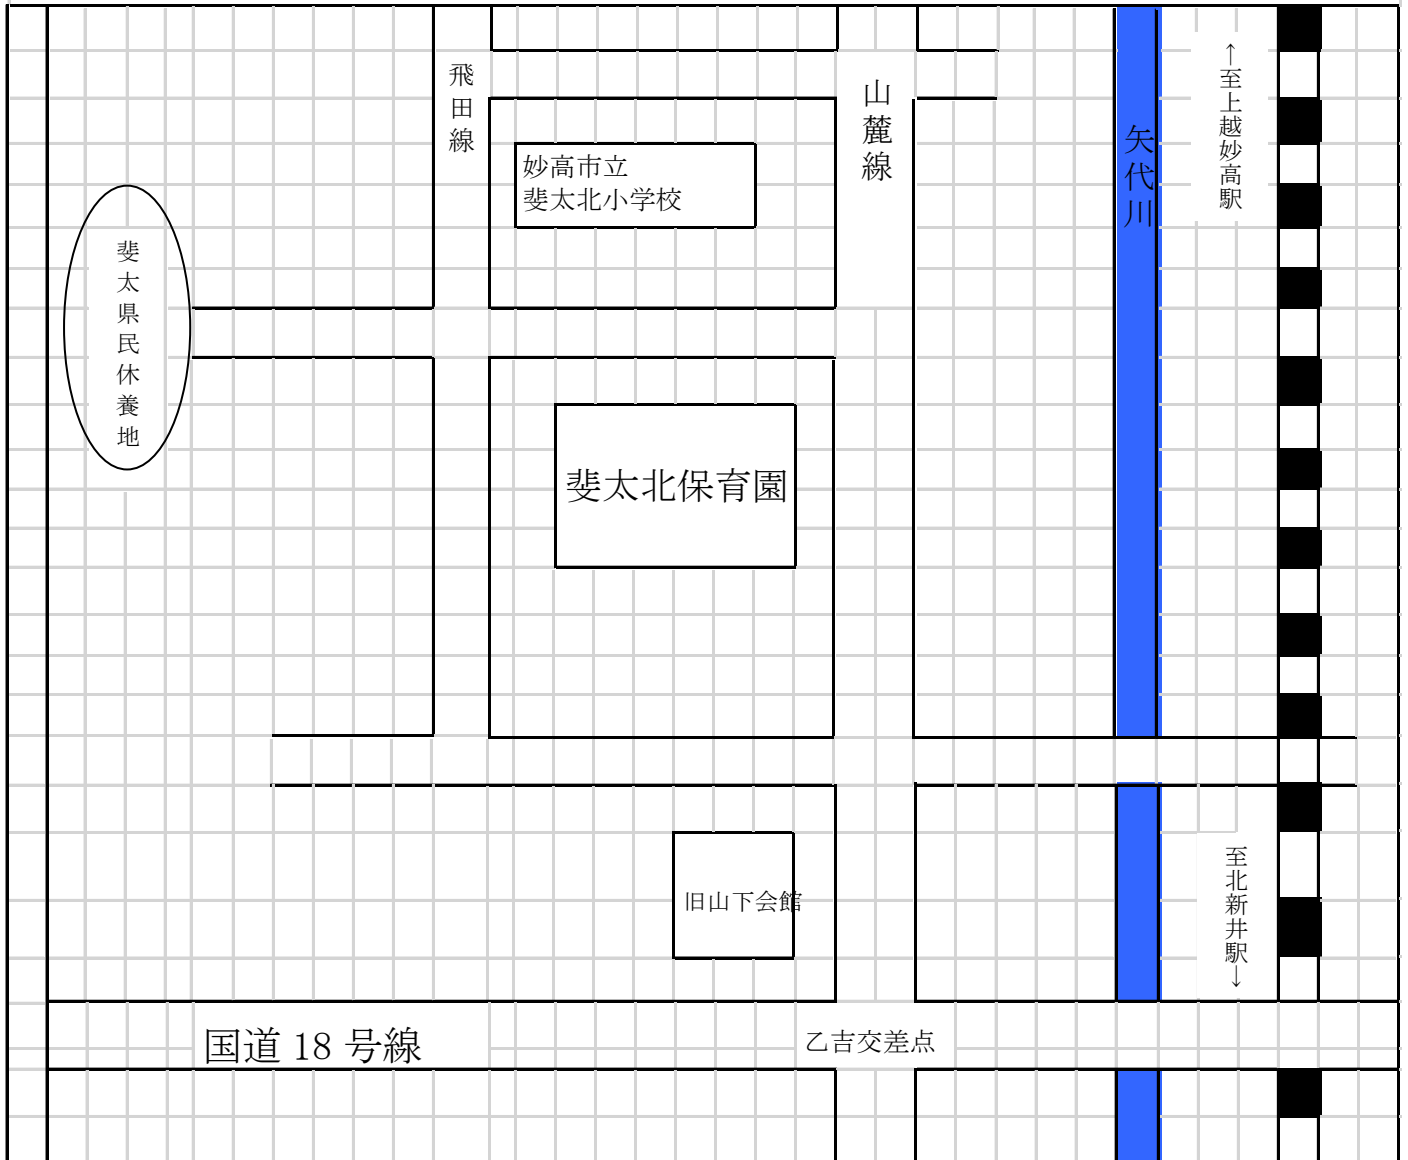 飛田線
山麓線
矢代川
↑至上越妙高駅
妙高市立
斐太北小学校
斐太県民休養地
斐太北保育園
旧山下会館
至北新井駅↓
国道 18 号線
乙吉交差点